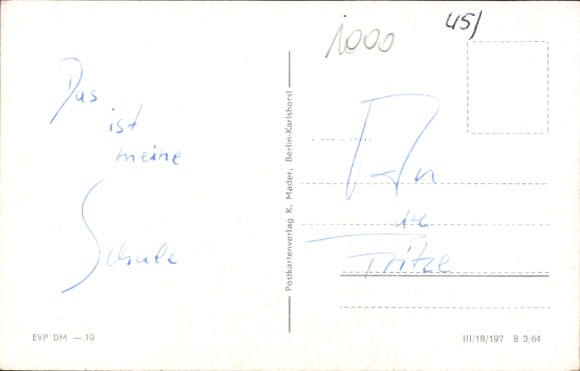 1000
45/
Das
ist
meine
Schule
An
die
Fritze
Postkartenverlag K. Mader, Berlin-Karlshorst
EVP DM —.10
III/18/197 B 3/64